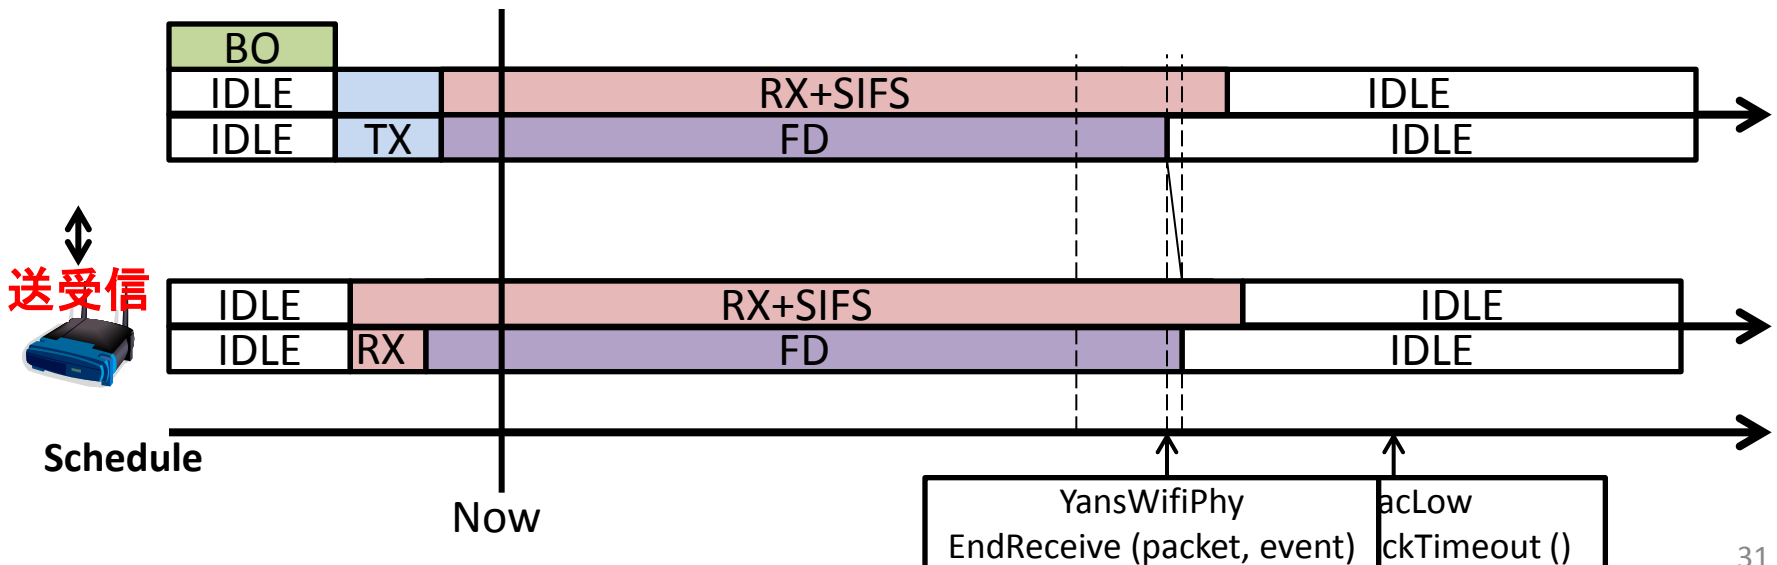 BO
IDLE
RX+SIFS
IDLE
IDLE
TX
FD
IDLE
送受信
IDLE
RX+SIFS
IDLE
IDLE
RX
FD
IDLE
Schedule
Now
YansWifiPhy
EndReceive (packet, event)
acLow
ckTimeout ()
31